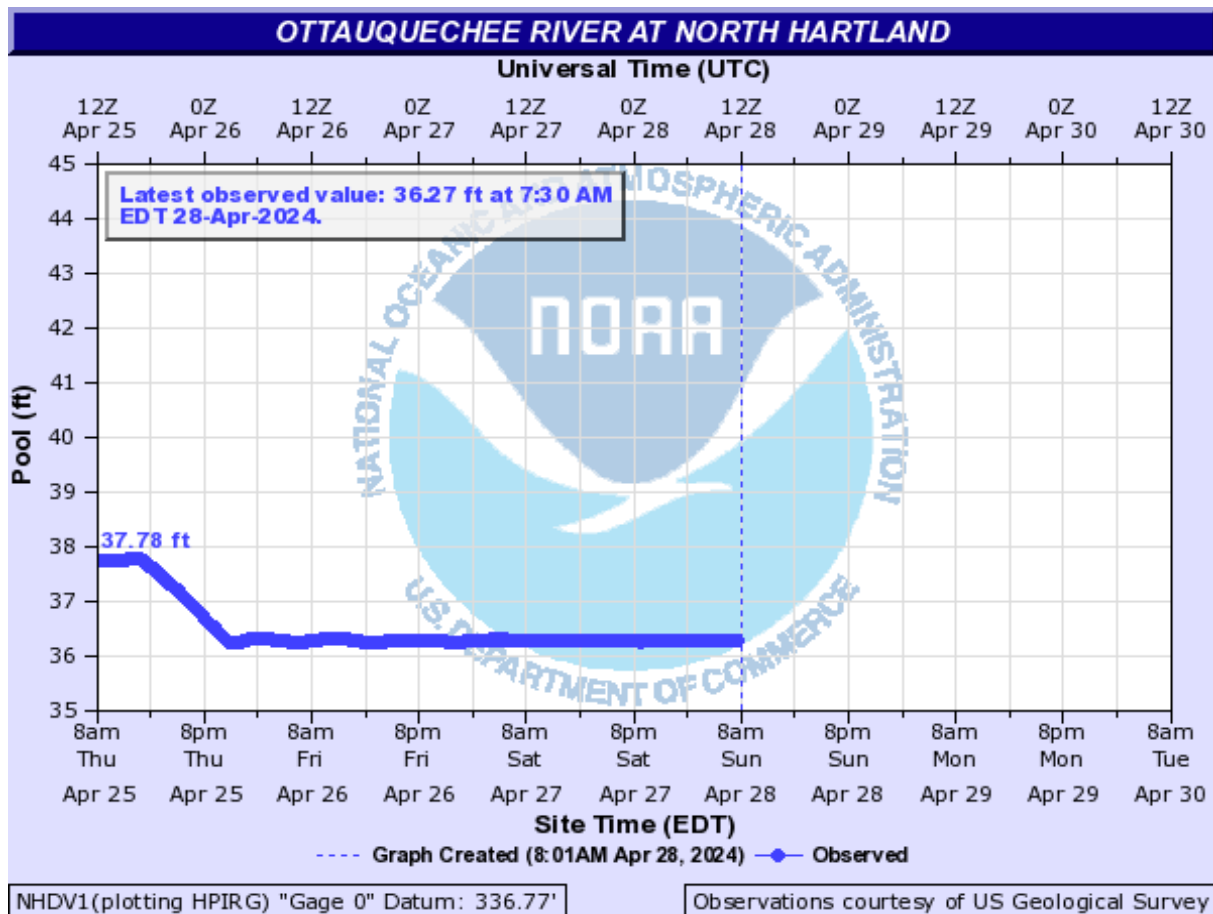 OTTAUQUECHEE RIVER AT NORTH HARTLAND
Universal Time (UTC)
12Z 0Z 12Z 0Z 12Z 0Z 12Z 0Z 12Z 0Z 12Z
Apr 25 Apr 26 Apr 26 Apr 27 Apr 27 Apr 28 Apr 28 Apr 29 Apr 29 Apr 30 Apr 30
Latest observed value: 36.27 ft at 7:30 AM
EDT 28-Apr-2024.
NATIONAL OCEANIC AND ATMOSPHERIC ADMINISTRATION
NOAA
U.S. DEPARTMENT OF COMMERCE
Pool (ft)
45
44
43
42
41
40
39
38
37
36
35
37.78 ft
8am 8pm 8am 8pm 8am 8pm 8am 8pm 8am 8pm 8am
Thu Thu Fri Fri Sat Sat Sun Sun Mon Mon Tue
Apr 25 Apr 25 Apr 26 Apr 26 Apr 27 Apr 27 Apr 28 Apr 28 Apr 29 Apr 29 Apr 30
Site Time (EDT)
Graph Created (8:01AM Apr 28, 2024) Observed
NHDV1(plotting HPIRG) "Gage 0" Datum: 336.77'
Observations courtesy of US Geological Survey